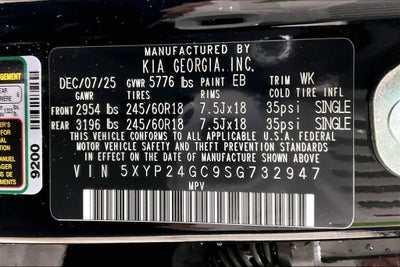 MANUFACTURED BY
KIA GEORGIA, INC.
DEC/07/25 GVWR 5776 lbs PAINT EB TRIM WK
GAWR TIRES RIMS COLD TIRE INFL
FRONT 2954 lbs 245/60R18 7.5Jx18 35psi SINGLE
REAR 3196 lbs 245/60R18 7.5Jx18 35psi SINGLE
THIS VEHICLE CONFORMS TO ALL APPLICABLE U.S.A. FEDERAL
MOTOR VEHICLE SAFETY AND THEFT PREVENTION STANDARDS
IN EFFECT ON THE DATE OF MANUFACTURE SHOWN ABOVE.
VIN 5XYP24GC9SG732947
MPV
9200